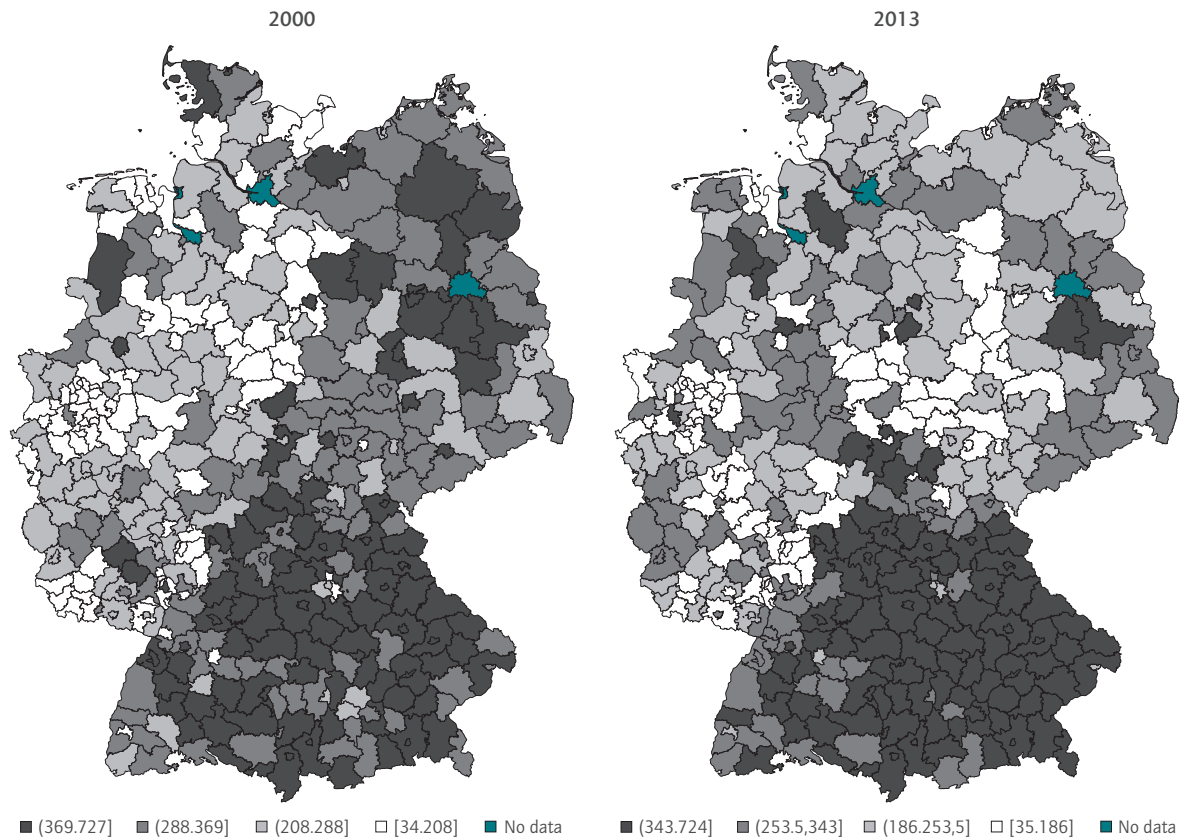 2000
2013
(369.727] (288.369] (208.288] [34.208] No data
(343.724] (253.5,343] (186.253,5] [35.186] No data